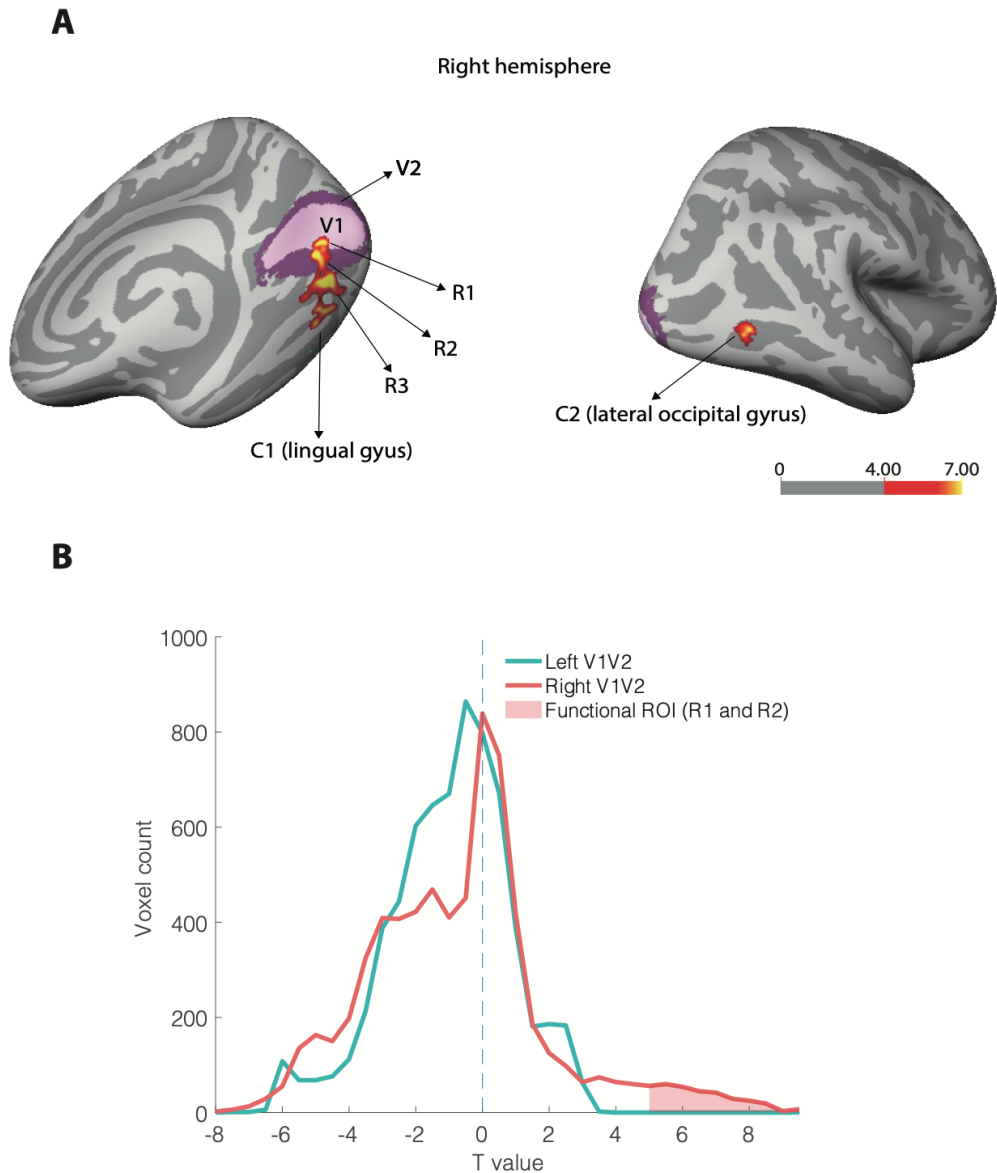 A
Right hemisphere
V2
V1
R1
R2
R3
C1 (lingual gyus)
C2 (lateral occipital gyrus)
0 4.00 7.00
B
1000
800
600
400
200
0
Voxel count
Left V1V2
Right V1V2
Functional ROI (R1 and R2)
-8 -6 -4 -2 0 2 4 6 8
T value